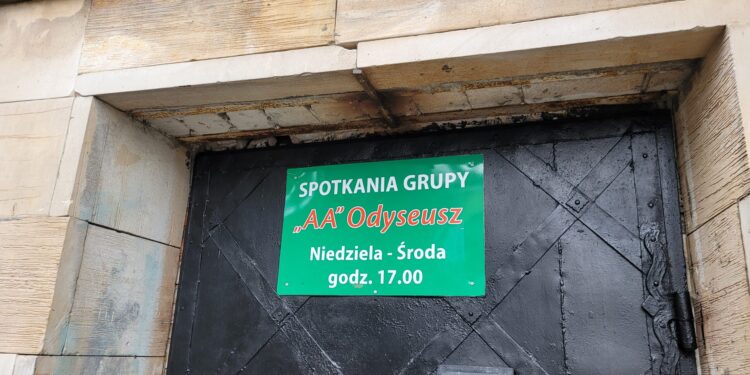 SPOTKANIA GRUPY
„AA” Odyseusz
Niedziela - Środa
godz. 17.00